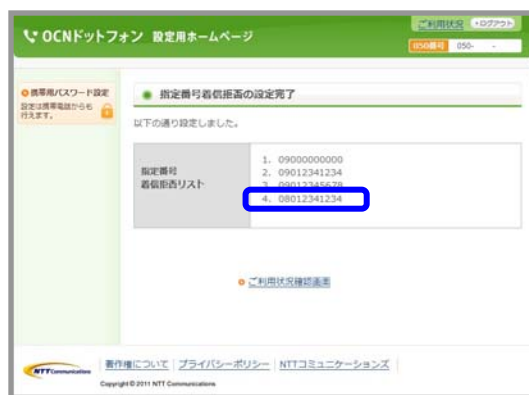 ご利用状況 ログアウト
OCNドットフォン 設定用ホームページ
050番号 050- -
携帯用パスワード設定
設定は携帯電話からも
行えます。
指定番号着信拒否の設定完了
以下の通り設定しました。
指定番号
着信拒否リスト
1. 09000000000
2. 09012341234
3. 09012345678
4. 08012341234
ご利用状況確認画面
NTT Communications
著作権について プライバシーポリシー NTTコミュニケーションズ
Copyright © 2011 NTT Communications